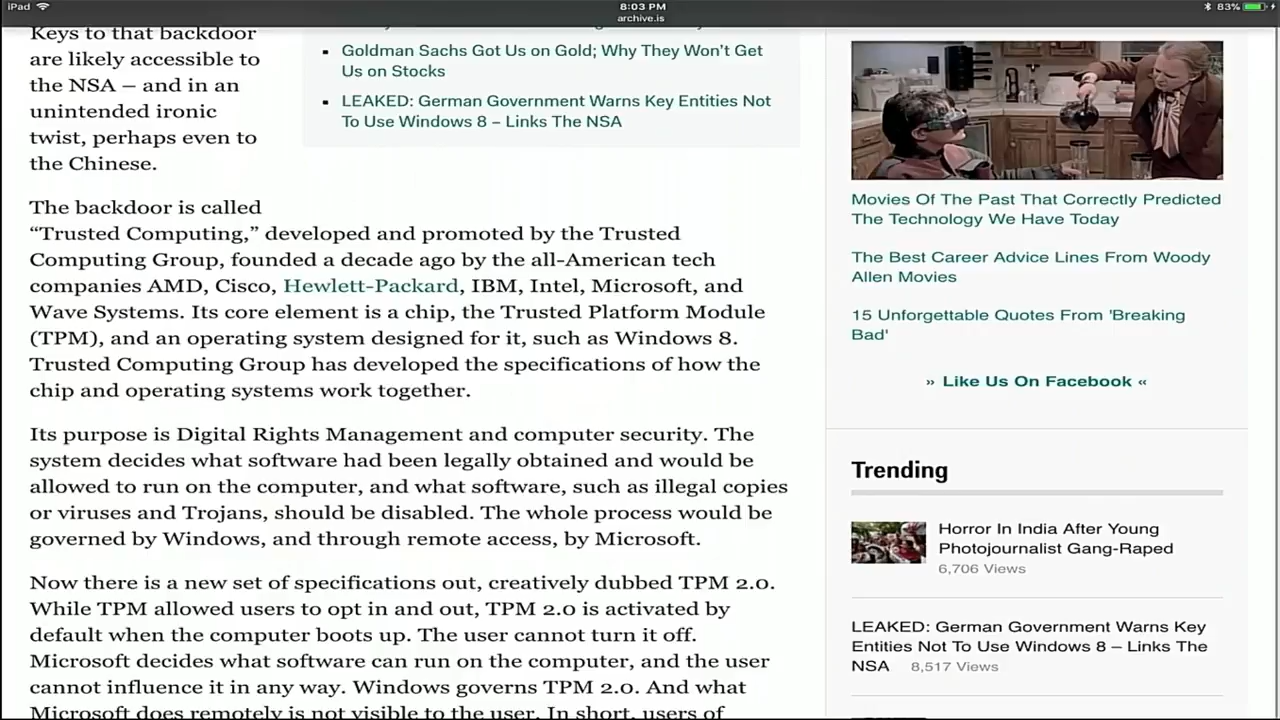 iPad
8:03 PM
83%
archive.is
Keys to that backdoor
are likely accessible to
the NSA – and in an
unintended ironic
twist, perhaps even to
the Chinese.
Goldman Sachs Got Us on Gold; Why They Won't Get
Us on Stocks
LEAKED: German Government Warns Key Entities Not
To Use Windows 8 – Links The NSA
The backdoor is called
“Trusted Computing,” developed and promoted by the Trusted
Computing Group, founded a decade ago by the all-American tech
companies AMD, Cisco, Hewlett-Packard, IBM, Intel, Microsoft, and
Wave Systems. Its core element is a chip, the Trusted Platform Module
(TPM), and an operating system designed for it, such as Windows 8.
Trusted Computing Group has developed the specifications of how the
chip and operating systems work together.
Its purpose is Digital Rights Management and computer security. The
system decides what software had been legally obtained and would be
allowed to run on the computer, and what software, such as illegal copies
or viruses and Trojans, should be disabled. The whole process would be
governed by Windows, and through remote access, by Microsoft.
Now there is a new set of specifications out, creatively dubbed TPM 2.0.
While TPM allowed users to opt in and out, TPM 2.0 is activated by
default when the computer boots up. The user cannot turn it off.
Microsoft decides what software can run on the computer, and the user
cannot influence it in any way. Windows governs TPM 2.0. And what
Microsoft does remotely is not visible to the user. In short, users of
Movies Of The Past That Correctly Predicted
The Technology We Have Today
The Best Career Advice Lines From Woody
Allen Movies
15 Unforgettable Quotes From 'Breaking
Bad'
» Like Us On Facebook «
Trending
Horror In India After Young
Photojournalist Gang-Raped
6,706 Views
LEAKED: German Government Warns Key
Entities Not To Use Windows 8 – Links The
NSA 8,517 Views